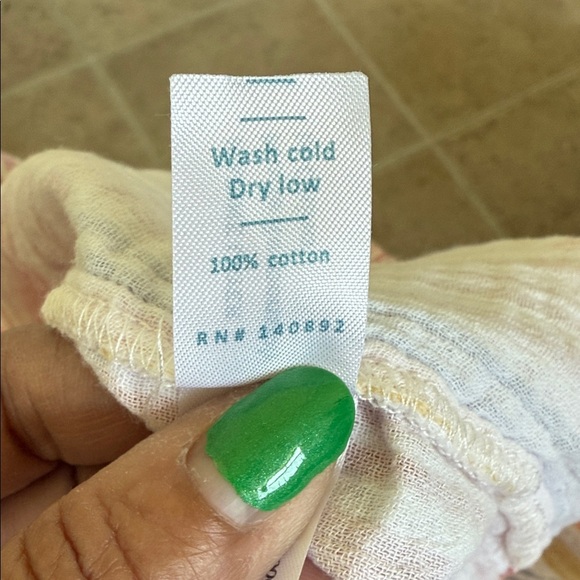 Wash cold
Dry low
100% cotton
RN# 140892